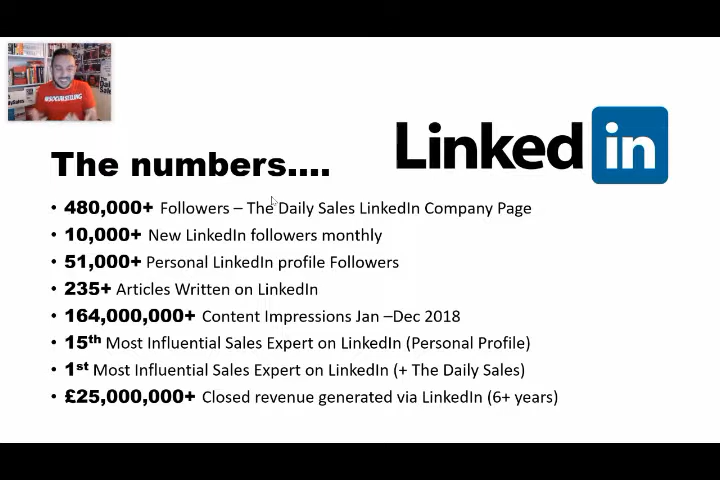 #SOCIALSELLING
Linked in
The numbers....
• 480,000+ Followers – The Daily Sales LinkedIn Company Page
• 10,000+ New LinkedIn followers monthly
• 51,000+ Personal LinkedIn profile Followers
• 235+ Articles Written on LinkedIn
• 164,000,000+ Content Impressions Jan –Dec 2018
• 15th Most Influential Sales Expert on LinkedIn (Personal Profile)
• 1st Most Influential Sales Expert on LinkedIn (+ The Daily Sales)
• £25,000,000+ Closed revenue generated via LinkedIn (6+ years)